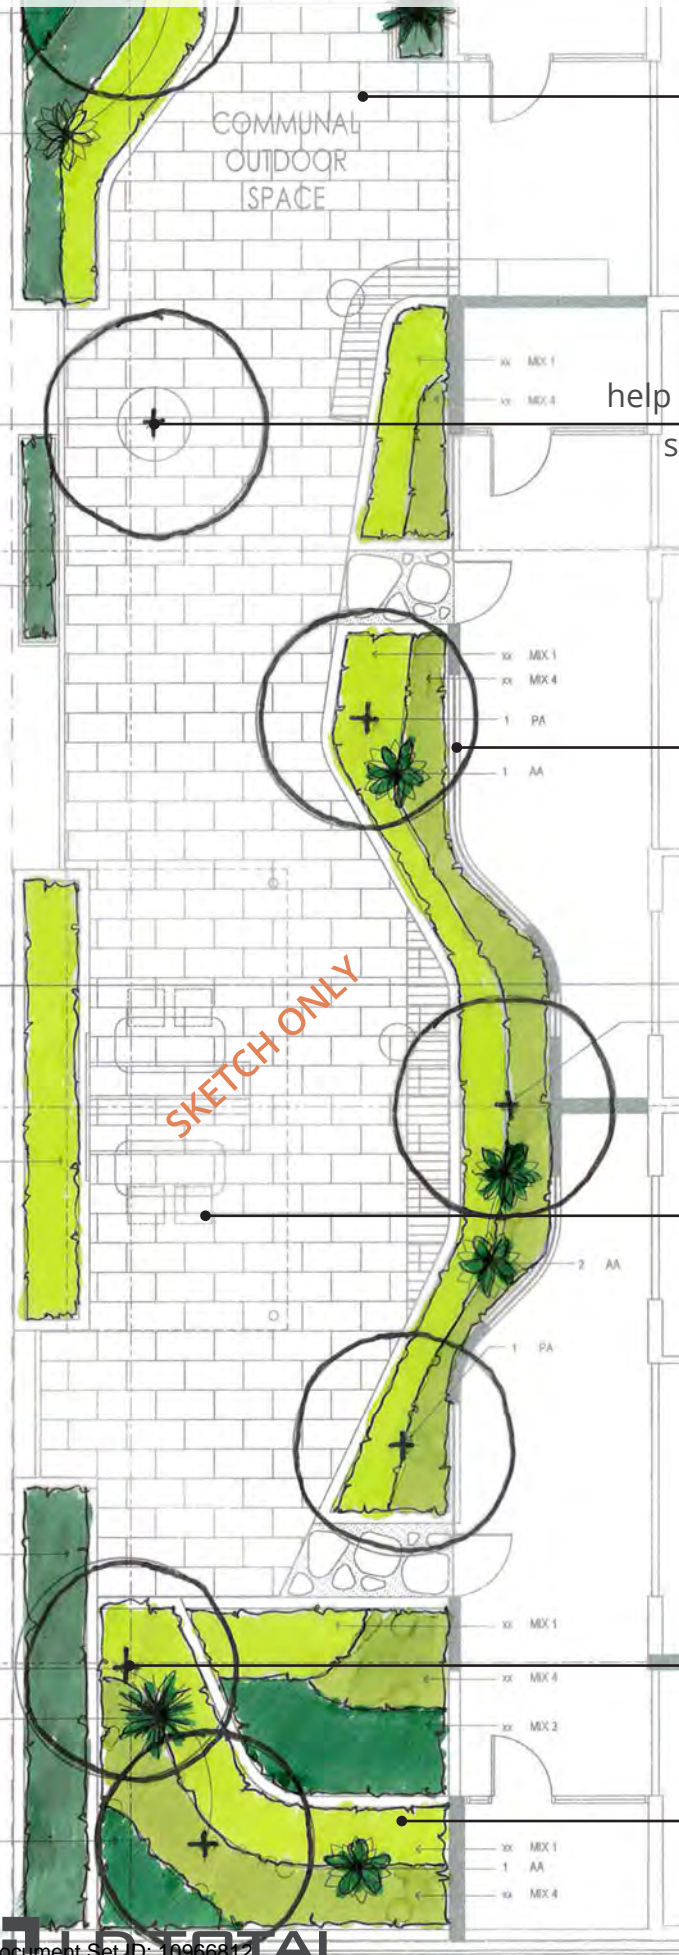 COMMUNAL
OUTDOOR
SPACE
xx MIX 1
xx MIX 4
help
s
xx MIX 1
xx MIX 4
1 PA
1 AA
SKETCH ONLY
2 AA
1 PA
xx MIX 1
xx MIX 4
xx MIX 3
xx MIX 1
1 AA
xx MIX 4
LD TOTAL
ocument Set ID: 10966812